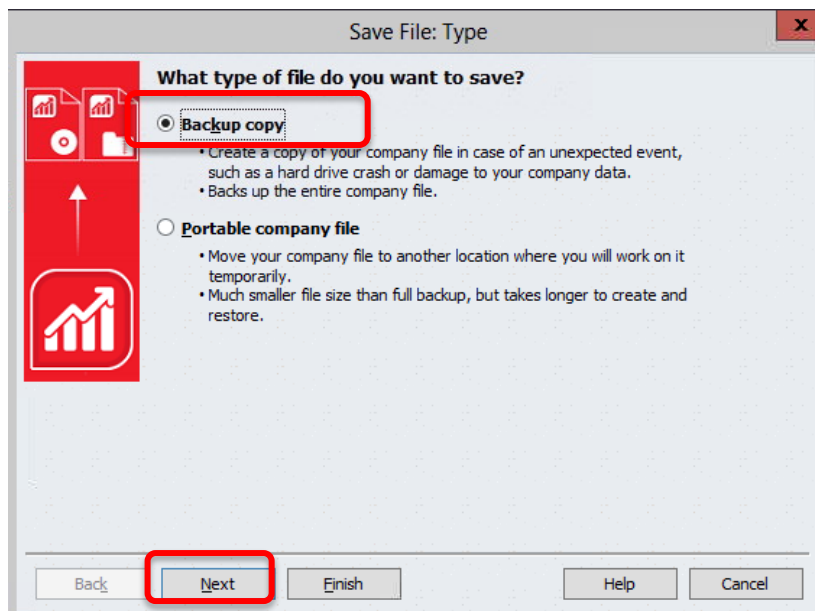 Save File: Type
x
What type of file do you want to save?
Backup copy
• Create a copy of your company file in case of an unexpected event,
such as a hard drive crash or damage to your company data.
• Backs up the entire company file.
Portable company file
• Move your company file to another location where you will work on it
temporarily.
• Much smaller file size than full backup, but takes longer to create and
restore.
Back Next Finish Help Cancel